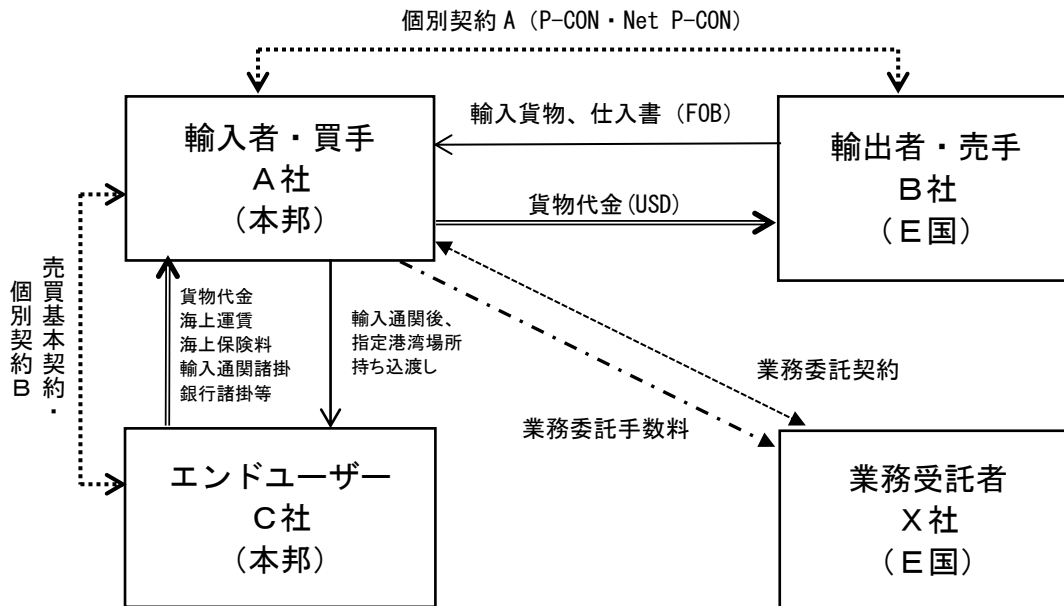 個別契約 A（P-CON・Net P-CON）
輸入者・買手
Ａ社
（本邦）
輸入貨物、仕入書（FOB）
貨物代金(USD)
輸出者・売手
Ｂ社
（Ｅ国）
売買基本契約・
個別契約Ｂ
貨物代金
海上運賃
海上保険料
輸入通関諸掛
銀行諸掛等
輸入通関後、
指定港湾場所
持ち込渡し
業務委託契約
業務委託手数料
エンドユーザー
Ｃ社
（本邦）
業務受託者
Ｘ社
（Ｅ国）